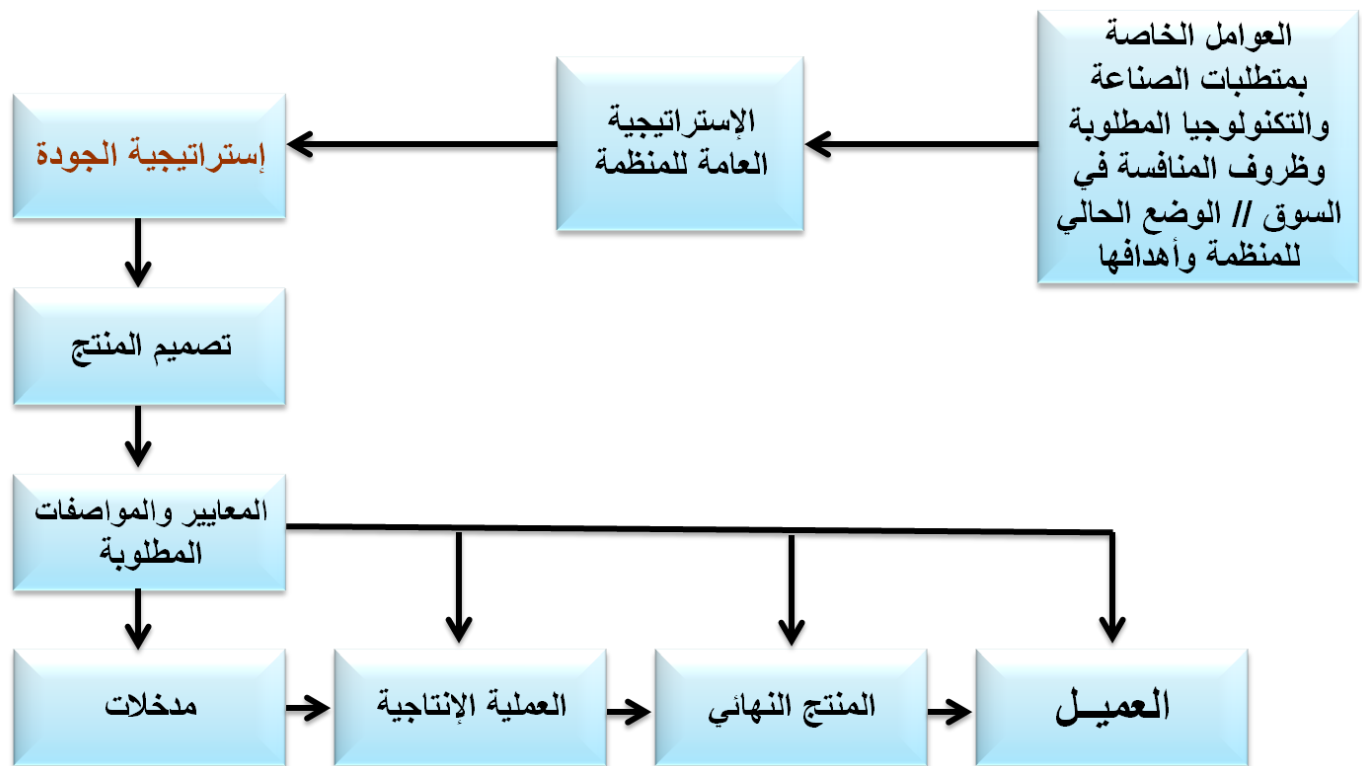 العوامل الخاصة
بمتطلبات الصناعة
والتكنولوجيا المطلوبة
وظروف المنافسة في
السوق // الوضع الحالي
للمنظمة وأهدافها
الإستراتيجية
العامة للمنظمة
إستراتيجية الجودة
تصميم المنتج
المعايير والمواصفات
المطلوبة
مدخلات
العملية الإنتاجية
المنتج النهائي
العميــل